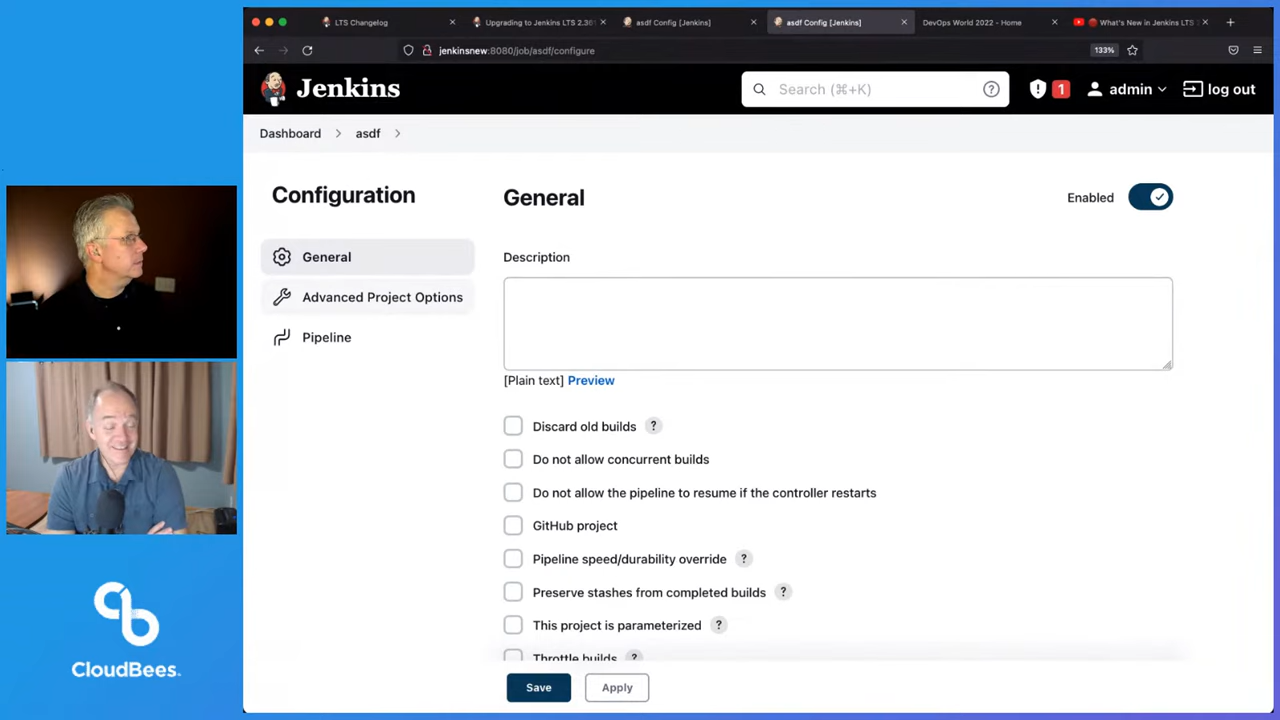 LTS Changelog
Upgrading to Jenkins LTS 2.361
asdf Config [Jenkins]
asdf Config [Jenkins]
DevOps World 2022 - Home
What's New in Jenkins LTS
jenkinsnew:8080/job/asdf/configure
133%
Jenkins
Search (⌘+K)
?
1
admin
log out
Dashboard
asdf
Configuration
General
Advanced Project Options
Pipeline
General
Enabled
Description
[Plain text] Preview
Discard old builds ?
Do not allow concurrent builds
Do not allow the pipeline to resume if the controller restarts
GitHub project
Pipeline speed/durability override ?
Preserve stashes from completed builds ?
This project is parameterized ?
Throttle builds ?
Save
Apply
CloudBees.